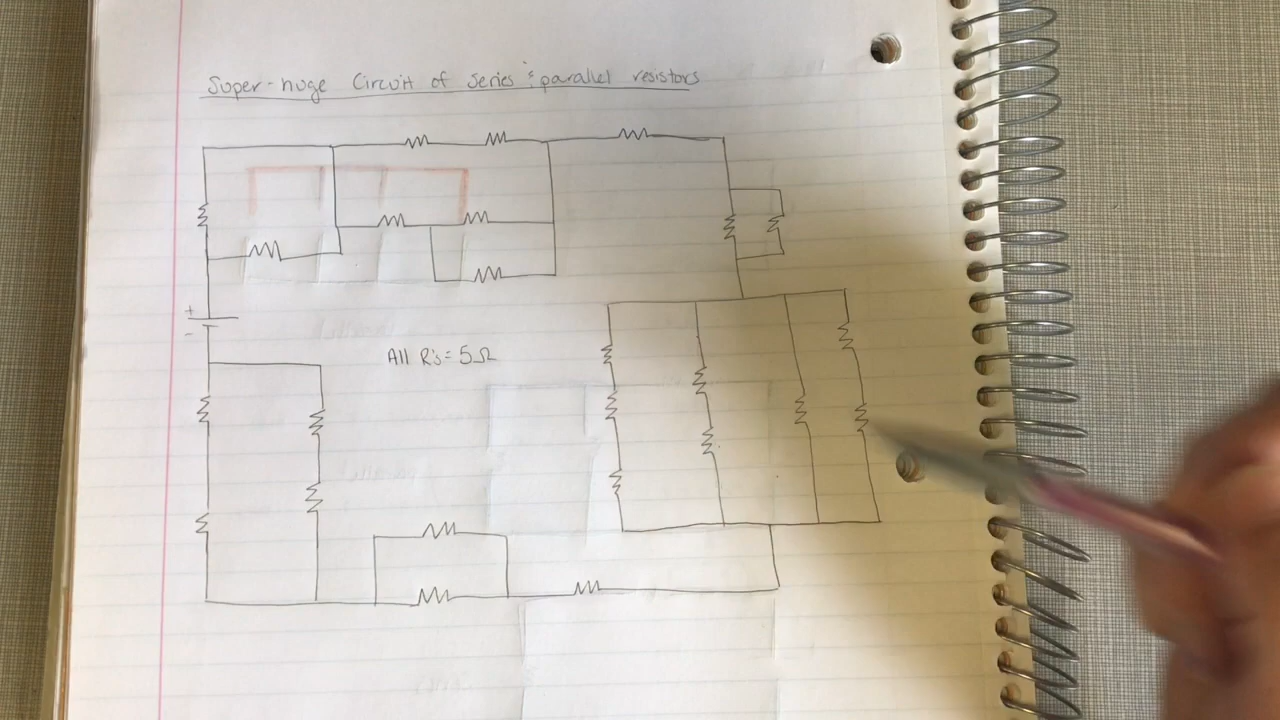 Super-huge Circuit of Series & parallel resistors
+
-
All R's = 5Ω